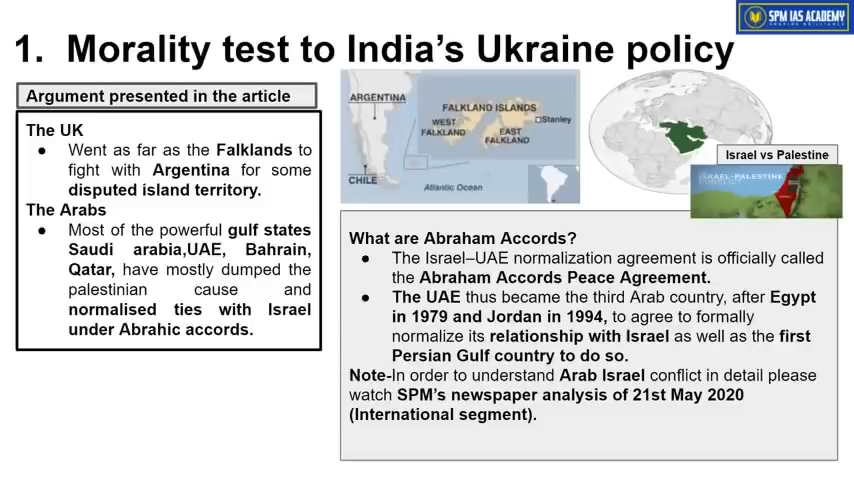 SPM IAS ACADEMY
1. Morality test to India's Ukraine policy
Argument presented in the article
The UK
● Went as far as the Falklands to
fight with Argentina for some
disputed island territory.
The Arabs
● Most of the powerful gulf states
Saudi arabia,UAE, Bahrain,
Qatar, have mostly dumped the
palestinian cause and
normalised ties with Israel
under Abrahic accords.
ARGENTINA
FALKLAND ISLANDS
WEST
FALKLAND
EAST
FALKLAND
Stanley
CHILE
Atlantic Ocean
Israel vs Palestine
ISRAEL-PALESTINE
CONFLICT
What are Abraham Accords?
● The Israel–UAE normalization agreement is officially called
the Abraham Accords Peace Agreement.
● The UAE thus became the third Arab country, after Egypt
in 1979 and Jordan in 1994, to agree to formally
normalize its relationship with Israel as well as the first
Persian Gulf country to do so.
Note-In order to understand Arab Israel conflict in detail please
watch SPM's newspaper analysis of 21st May 2020
(International segment).